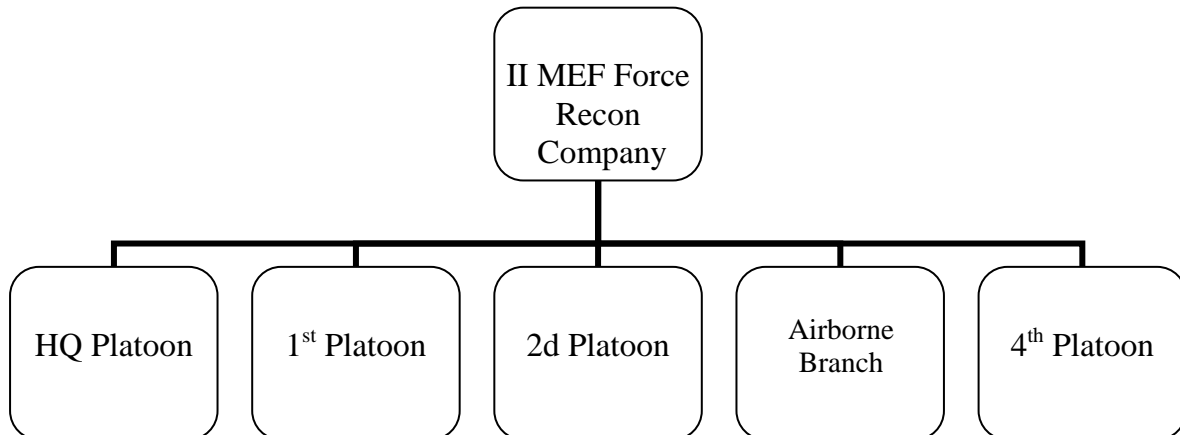 II MEF Force
Recon
Company
HQ Platoon
1st Platoon
2d Platoon
Airborne
Branch
4th Platoon